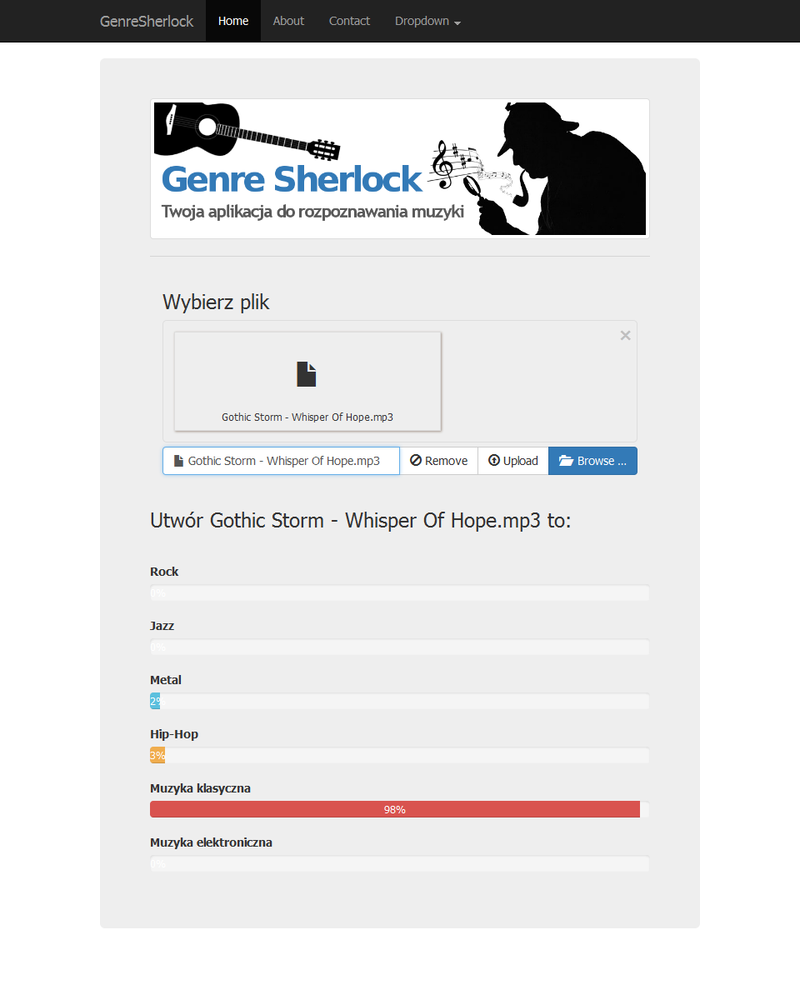 GenreSherlock Home About Contact Dropdown
Genre Sherlock
Twoja aplikacja do rozpoznawania muzyki
Wybierz plik
Gothic Storm - Whisper Of Hope.mp3
Gothic Storm - Whisper Of Hope.mp3 Remove Upload Browse ...
Utwór Gothic Storm - Whisper Of Hope.mp3 to:
Rock
0%
Jazz
0%
Metal
2%
Hip-Hop
3%
Muzyka klasyczna
98%
Muzyka elektroniczna
0%